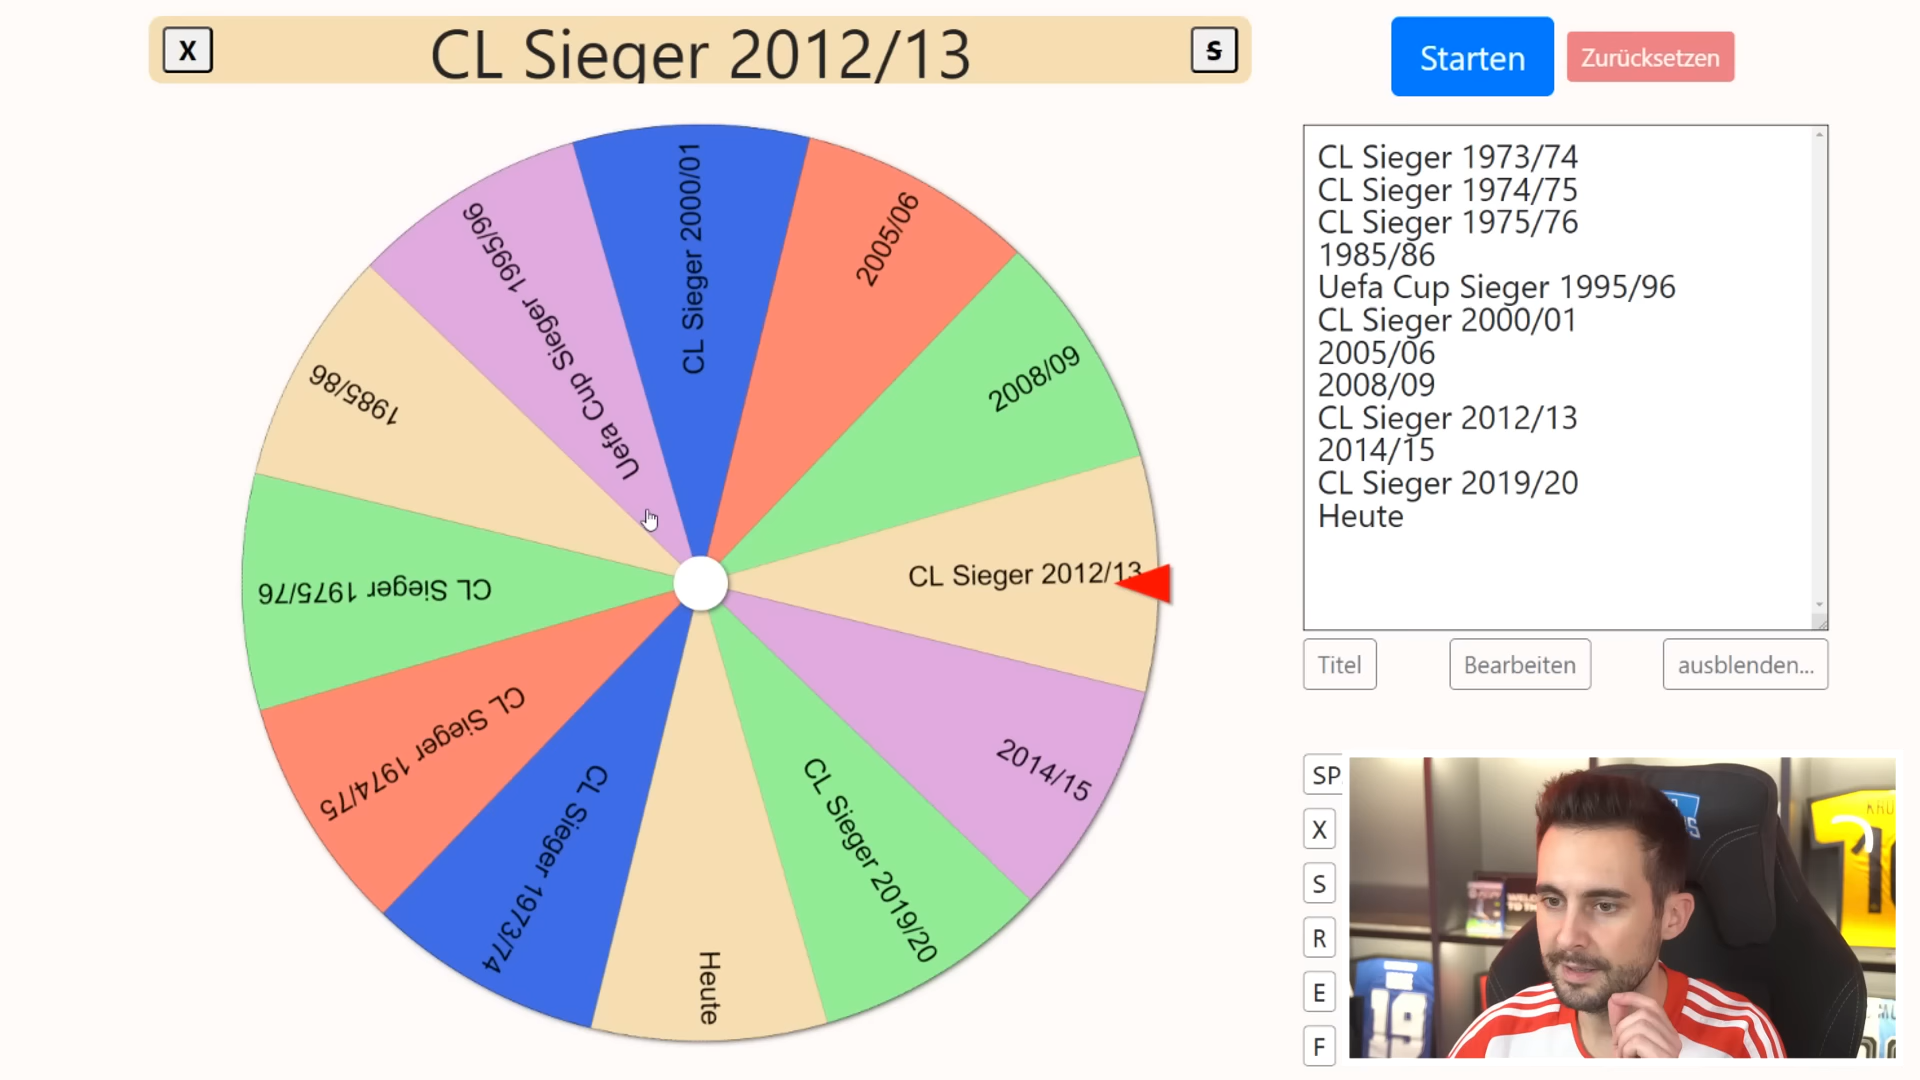 X
CL Sieger 2012/13
S
Starten
Zurücksetzen
CL Sieger 2000/01
2005/06
2008/09
CL Sieger 2012/13
2014/15
CL Sieger 2019/20
Heute
CL Sieger 1973/74
CL Sieger 1974/75
CL Sieger 1975/76
1985/86
Uefa Cup Sieger 1995/96
CL Sieger 1973/74
CL Sieger 1974/75
CL Sieger 1975/76
1985/86
Uefa Cup Sieger 1995/96
CL Sieger 2000/01
2005/06
2008/09
CL Sieger 2012/13
2014/15
CL Sieger 2019/20
Heute
Titel
Bearbeiten
ausblenden...
SP
X
S
R
E
F
19